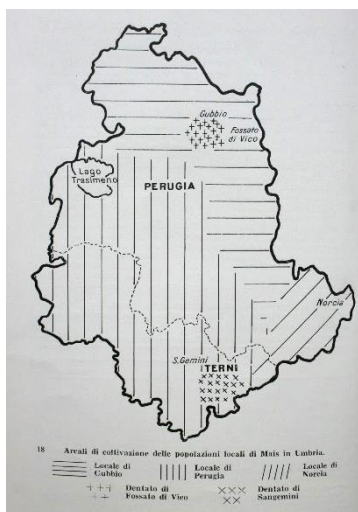 Gubbio
Fossato
di Vico
Lago
Trasimeno
PERUGIA
Norcia
S.Gemini
TERNI
18 Areali di coltivazione delle popolazioni locali di Mais in Umbria.
Locale di
Gubbio
Locale di
Perugia
Locale di
Norcia
Dentato di
Fossato di Vico
Dentato di
Sangemini